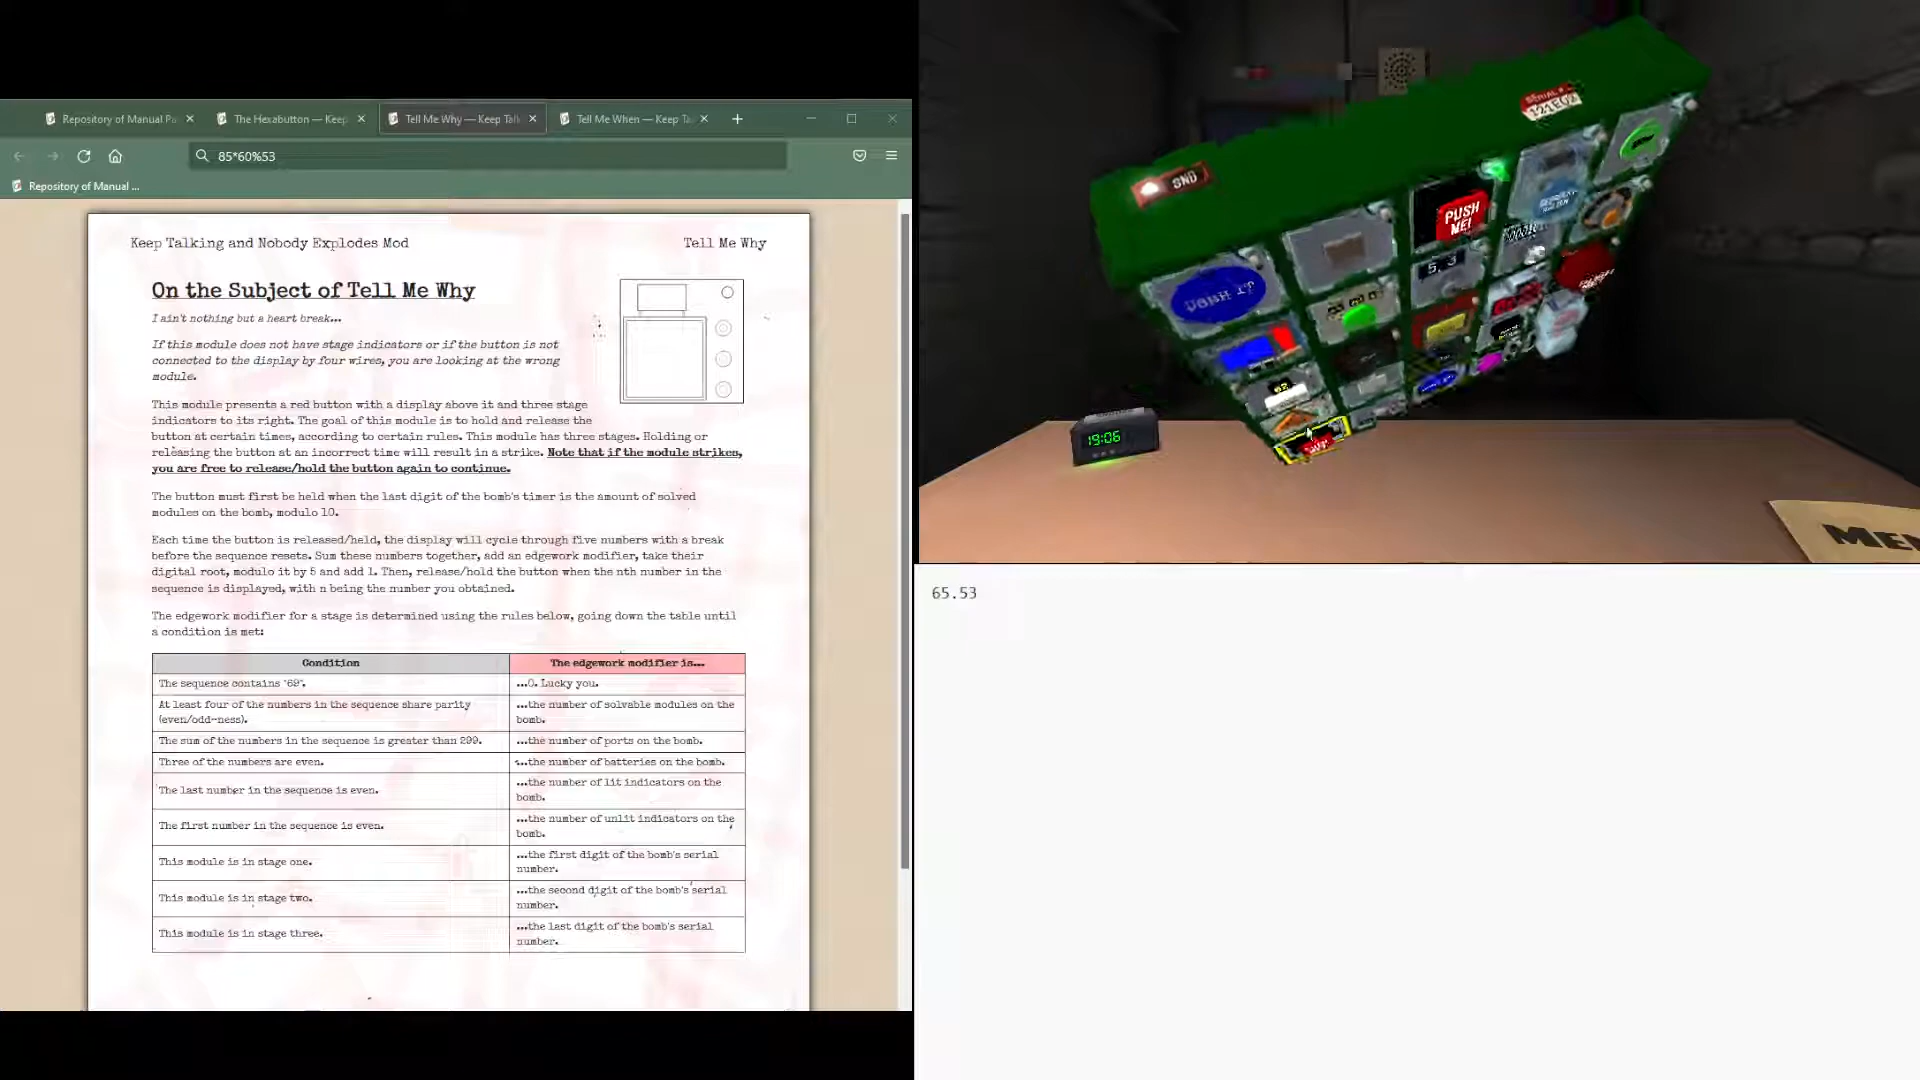 Repository of Manual Pa
The Hexabutton — Keep
Tell Me Why — Keep Talk
Tell Me When — Keep Ta
85*60%53
Repository of Manual ...
Keep Talking and Nobody Explodes Mod
Tell Me Why
On the Subject of Tell Me Why
I ain't nothing but a heart break...
If this module does not have stage indicators or if the button is not
connected to the display by four wires, you are looking at the wrong
module.
This module presents a red button with a display above it and three stage
indicators to its right. The goal of this module is to hold and release the
button at certain times, according to certain rules. This module has three stages. Holding or
releasing the button at an incorrect time will result in a strike. Note that if the module strikes,
you are free to release/hold the button again to continue.
The button must first be held when the last digit of the bomb's timer is the amount of solved
modules on the bomb, modulo 10.
Each time the button is released/held, the display will cycle through five numbers with a break
before the sequence resets. Sum these numbers together, add an edgework modifier, take their
digital root, modulo it by 5 and add 1. Then, release/hold the button when the nth number in the
sequence is displayed, with n being the number you obtained.
The edgework modifier for a stage is determined using the rules below, going down the table until
a condition is met:
Condition
The edgework modifier is...
The sequence contains "69".
...0. Lucky you.
At least four of the numbers in the sequence share parity
(even/odd-ness).
...the number of solvable modules on the
bomb.
The sum of the numbers in the sequence is greater than 299.
...the number of ports on the bomb.
Three of the numbers are even.
...the number of batteries on the bomb.
The last number in the sequence is even.
...the number of lit indicators on the
bomb.
The first number in the sequence is even.
...the number of unlit indicators on the
bomb.
This module is in stage one.
...the first digit of the bomb's serial
number.
This module is in stage two.
...the second digit of the bomb's serial
number.
This module is in stage three.
...the last digit of the bomb's serial
number.
SND
SERIAL #
PUSH
ME!
PUSH IT
19:06
65.53